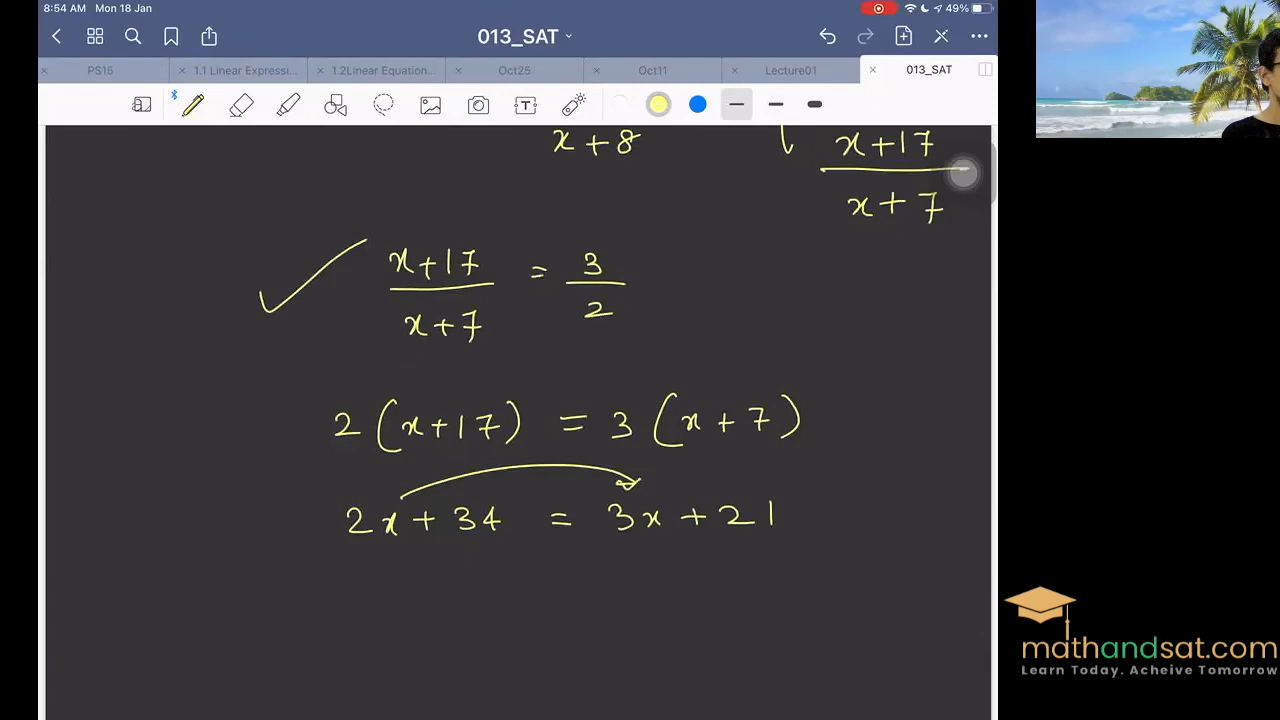 8:54 AM Mon 18 Jan
49%
013_SAT
PS15
1.1 Linear Expressi...
1.2Linear Equation...
Oct25
Oct11
Lecture01
013_SAT
T
x + 8
x+17
x + 7
x+17 = 3
x+7 2
2 (x+17) = 3 (x + 7)
2x + 34 = 3x + 21
mathandsat.com
Learn Today. Acheive Tomorrow